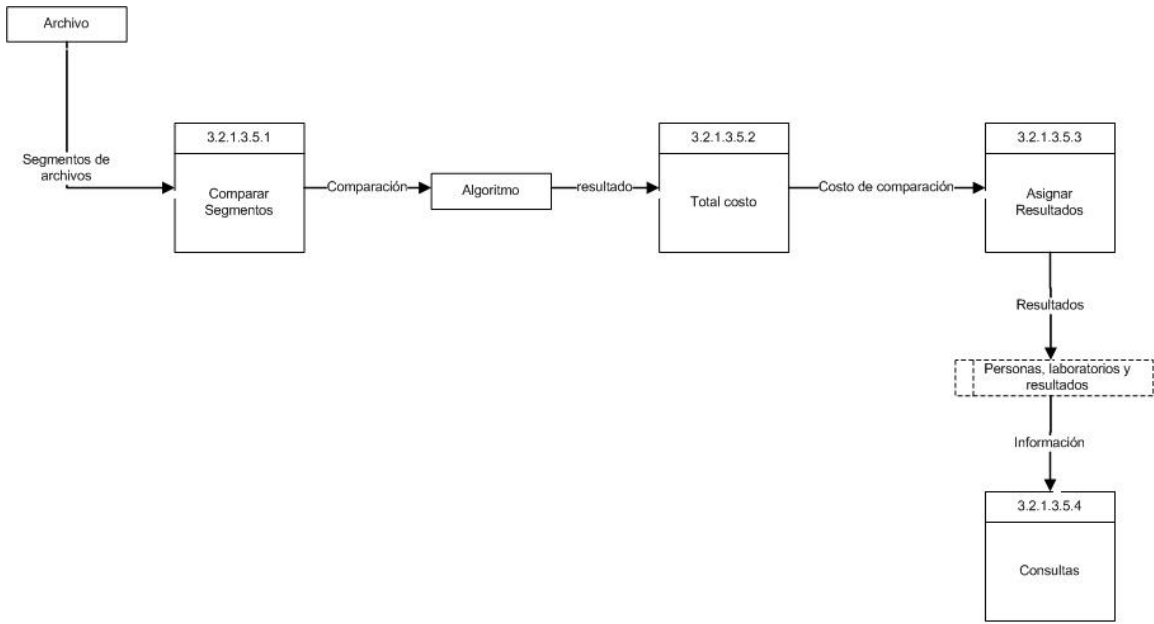 Archivo
Segmentos de
archivos
3.2.1.3.5.1
Comparar
Segmentos
Comparación
Algoritmo
resultado
3.2.1.3.5.2
Total costo
Costo de comparación
3.2.1.3.5.3
Asignar
Resultados
Resultados
Personas, laboratorios y
resultados
Información
3.2.1.3.5.4
Consultas